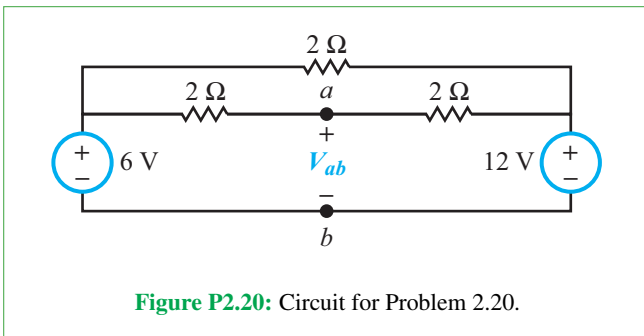 2 Ω
2 Ω a 2 Ω
+ 6 V + V_ab 12 V +
− − −
b
Figure P2.20: Circuit for Problem 2.20.